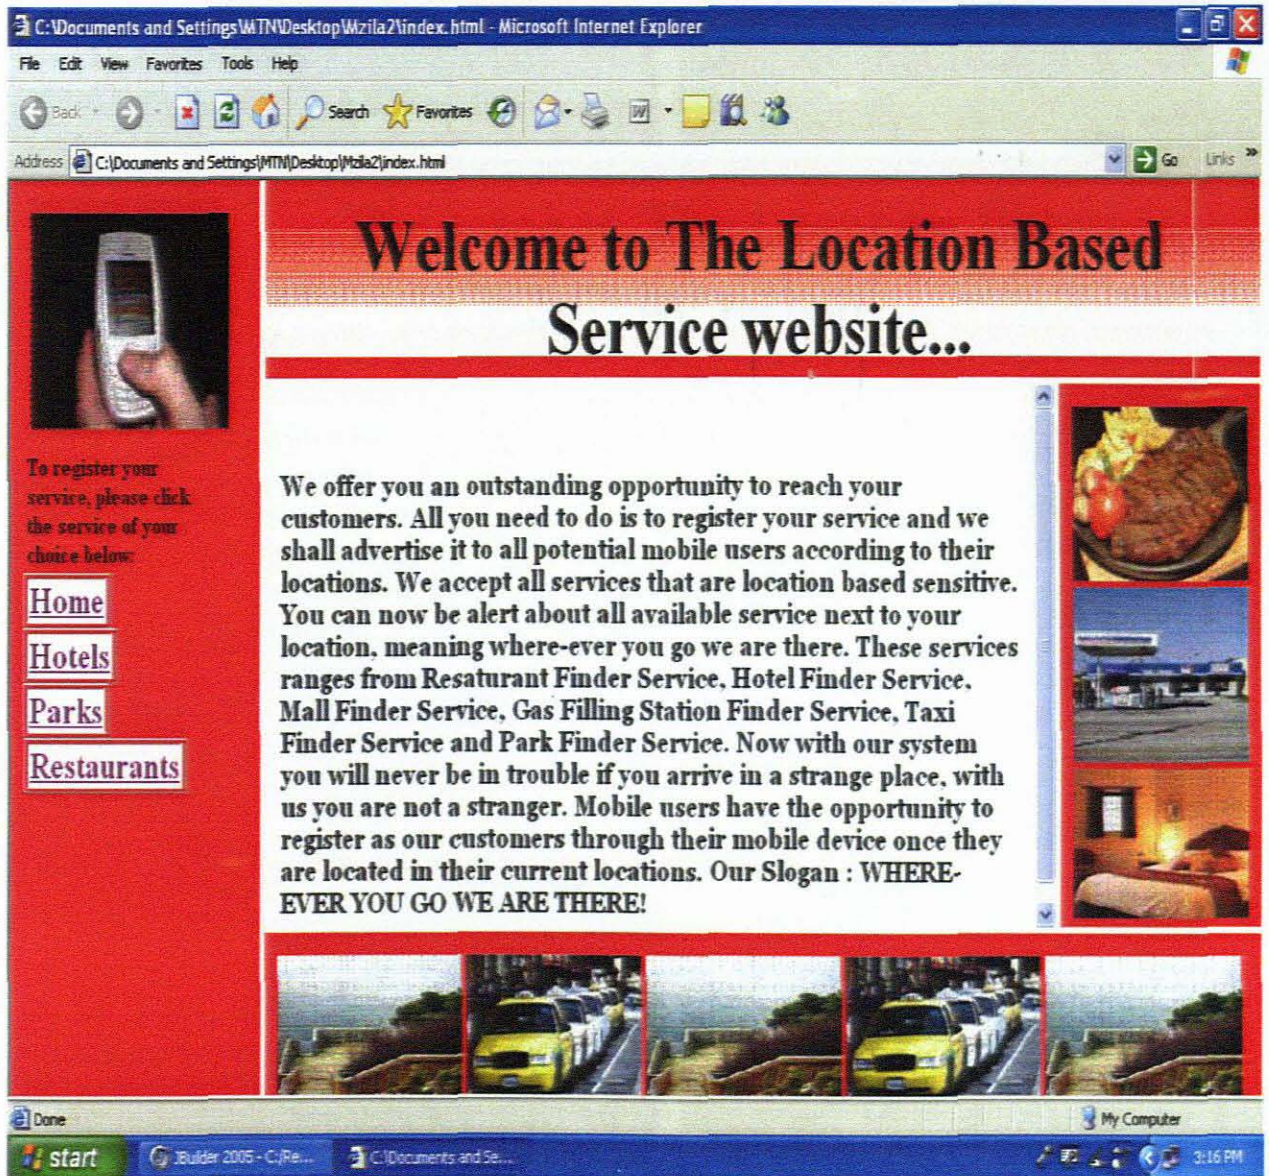 C:\Documents and Settings\MTN\Desktop\Mzila2\index.html - Microsoft Internet Explorer
File Edit View Favorites Tools Help
Back Search Favorites
Address C:\Documents and Settings\MTN\Desktop\Mzila2\index.html Go Links »
Welcome to The Location Based
Service website...
To register your
service, please click
the service of your
choice below:
Home
Hotels
Parks
Restaurants
We offer you an outstanding opportunity to reach your
customers. All you need to do is to register your service and we
shall advertise it to all potential mobile users according to their
locations. We accept all services that are location based sensitive.
You can now be alert about all available service next to your
location, meaning where-ever you go we are there. These services
ranges from Resaturant Finder Service, Hotel Finder Service,
Mall Finder Service, Gas Filling Station Finder Service, Taxi
Finder Service and Park Finder Service. Now with our system
you will never be in trouble if you arrive in a strange place, with
us you are not a stranger. Mobile users have the opportunity to
register as our customers through their mobile device once they
are located in their current locations. Our Slogan : WHERE-
EVER YOU GO WE ARE THERE!
Done My Computer
start JBuilder 2005 - C:/Re... C:\Documents and Se... 3:16 PM